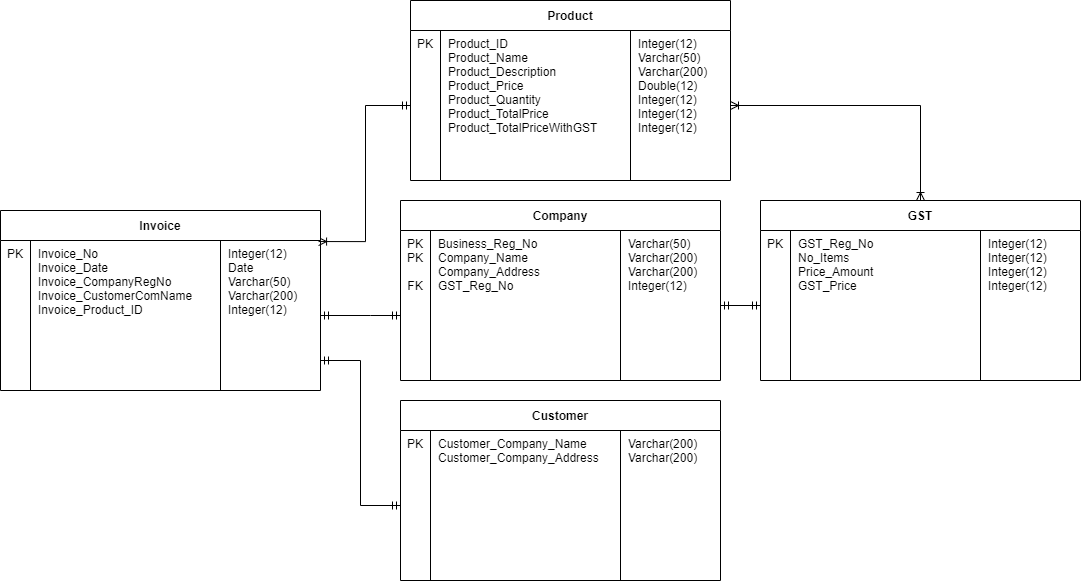 Product
PK Product_ID Integer(12)
Product_Name Varchar(50)
Product_Description Varchar(200)
Product_Price Double(12)
Product_Quantity Integer(12)
Product_TotalPrice Integer(12)
Product_TotalPriceWithGST Integer(12)
Invoice
PK Invoice_No Integer(12)
Invoice_Date Date
Invoice_CompanyRegNo Varchar(50)
Invoice_CustomerComName Varchar(200)
Invoice_Product_ID Integer(12)
Company
PK Business_Reg_No Varchar(50)
PK Company_Name Varchar(200)
Company_Address Varchar(200)
FK GST_Reg_No Integer(12)
GST
PK GST_Reg_No Integer(12)
No_Items Integer(12)
Price_Amount Integer(12)
GST_Price Integer(12)
Customer
PK Customer_Company_Name Varchar(200)
Customer_Company_Address Varchar(200)